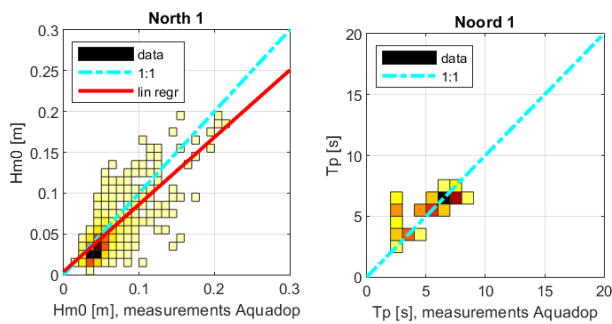 North 1
0.3
0.25
0.2
0.15
0.1
0.05
0
Hm0 [m]
data
1:1
lin regr
0 0.1 0.2 0.3
Hm0 [m], measurements Aquadop
Noord 1
20
15
10
5
0
Tp [s]
data
1:1
0 5 10 15 20
Tp [s], measurements Aquadop